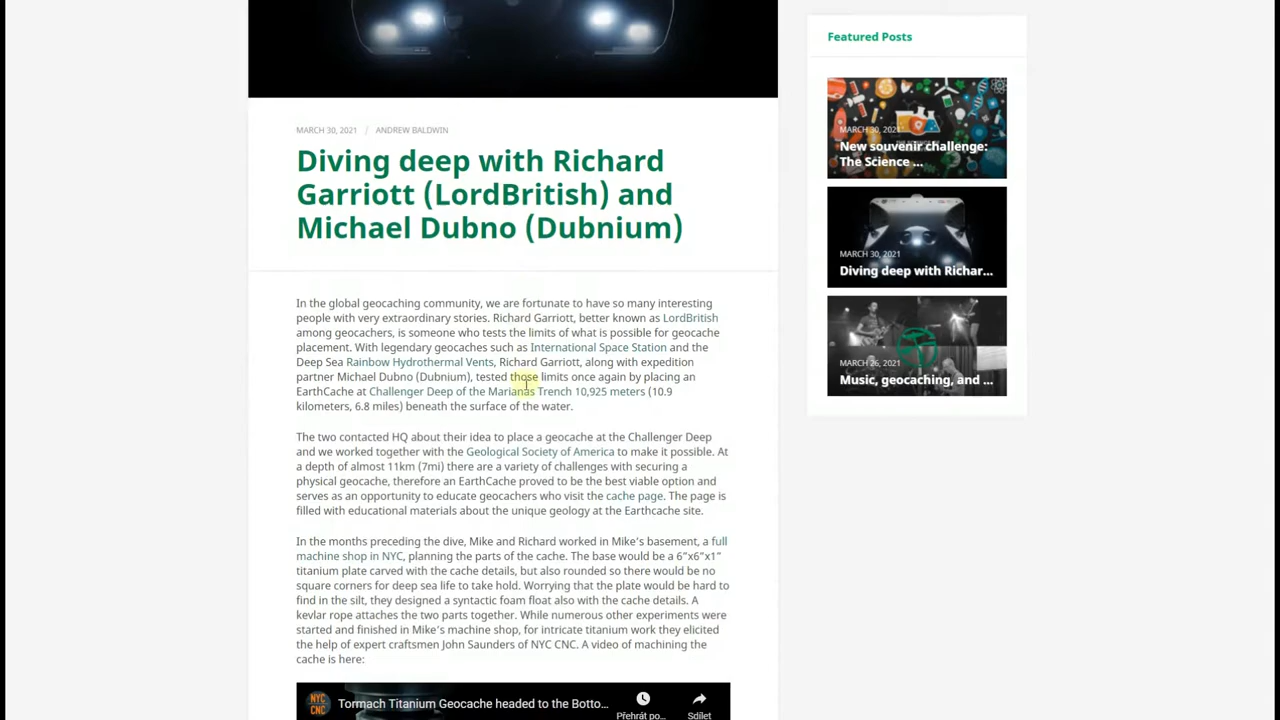 MARCH 30, 2021 / ANDREW BALDWIN
Diving deep with Richard
Garriott (LordBritish) and
Michael Dubno (Dubnium)
In the global geocaching community, we are fortunate to have so many interesting
people with very extraordinary stories. Richard Garriott, better known as LordBritish
among geocachers, is someone who tests the limits of what is possible for geocache
placement. With legendary geocaches such as International Space Station and the
Deep Sea Rainbow Hydrothermal Vents, Richard Garriott, along with expedition
partner Michael Dubno (Dubnium), tested those limits once again by placing an
EarthCache at Challenger Deep of the Marianas Trench 10,925 meters (10.9
kilometers, 6.8 miles) beneath the surface of the water.
The two contacted HQ about their idea to place a geocache at the Challenger Deep
and we worked together with the Geological Society of America to make it possible. At
a depth of almost 11km (7mi) there are a variety of challenges with securing a
physical geocache, therefore an EarthCache proved to be the best viable option and
serves as an opportunity to educate geocachers who visit the cache page. The page is
filled with educational materials about the unique geology at the Earthcache site.
In the months preceding the dive, Mike and Richard worked in Mike's basement, a full
machine shop in NYC, planning the parts of the cache. The base would be a 6”x6”x1”
titanium plate carved with the cache details, but also rounded so there would be no
square corners for deep sea life to take hold. Worrying that the plate would be hard to
find in the silt, they designed a syntactic foam float also with the cache details. A
kevlar rope attaches the two parts together. While numerous other experiments were
started and finished in Mike's machine shop, for intricate titanium work they elicited
the help of expert craftsmen John Saunders of NYC CNC. A video of machining the
cache is here:
NYC
CNC
Tormach Titanium Geocache headed to the Botto...
Přehrát po...
Sdílet
Featured Posts
MARCH 30, 2021
New souvenir challenge:
The Science ...
MARCH 30, 2021
Diving deep with Richar...
MARCH 26, 2021
Music, geocaching, and ...